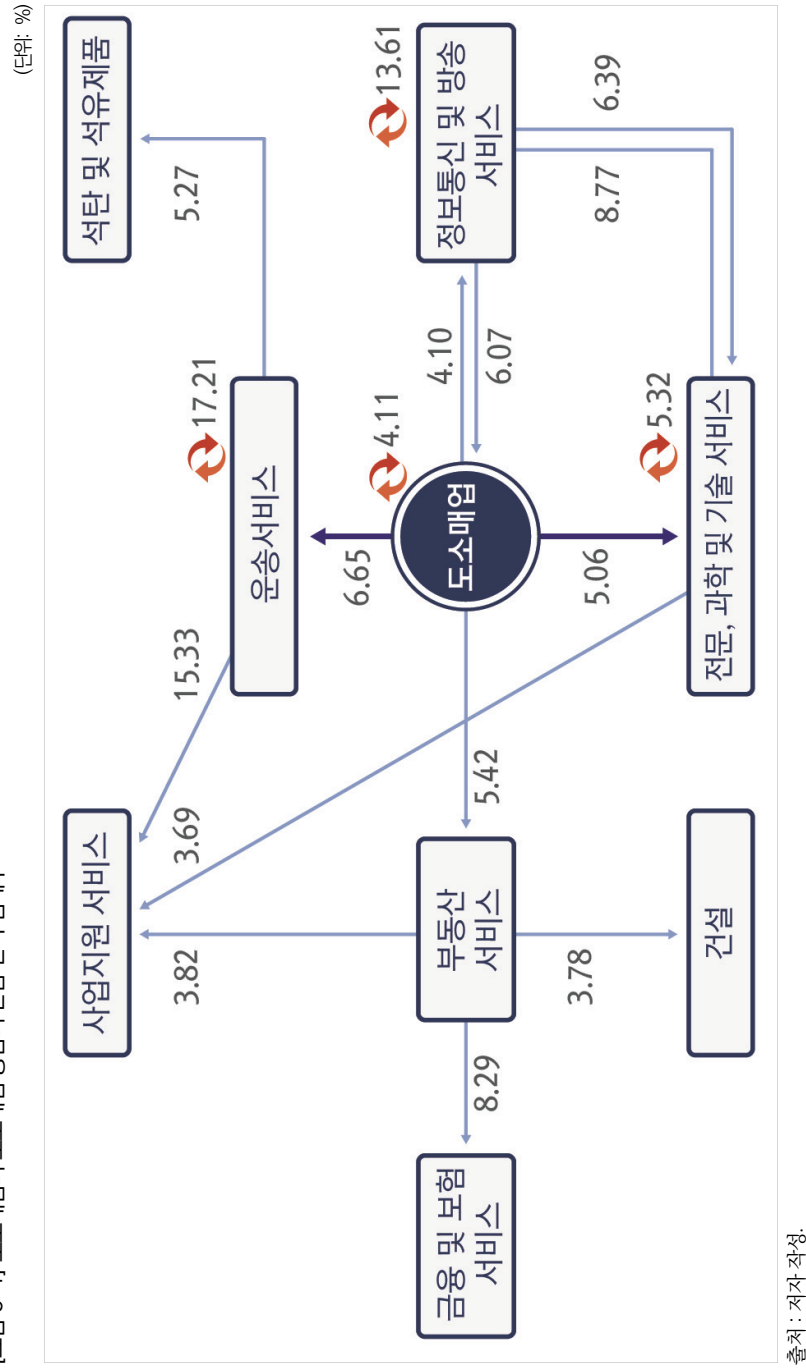 (단위: %)
사업지원 서비스
석탄 및 석유제품
3.82
3.69
15.33
5.27
운송서비스
17.21
6.65
금융 및 보험
서비스
8.29
부동산
서비스
5.42
도소매업
4.11
4.10
6.07
정보통신 및 방송
서비스
13.61
3.78
5.06
8.77
6.39
건설
전문, 과학 및 기술 서비스
5.32
출처 : 저자 작성.